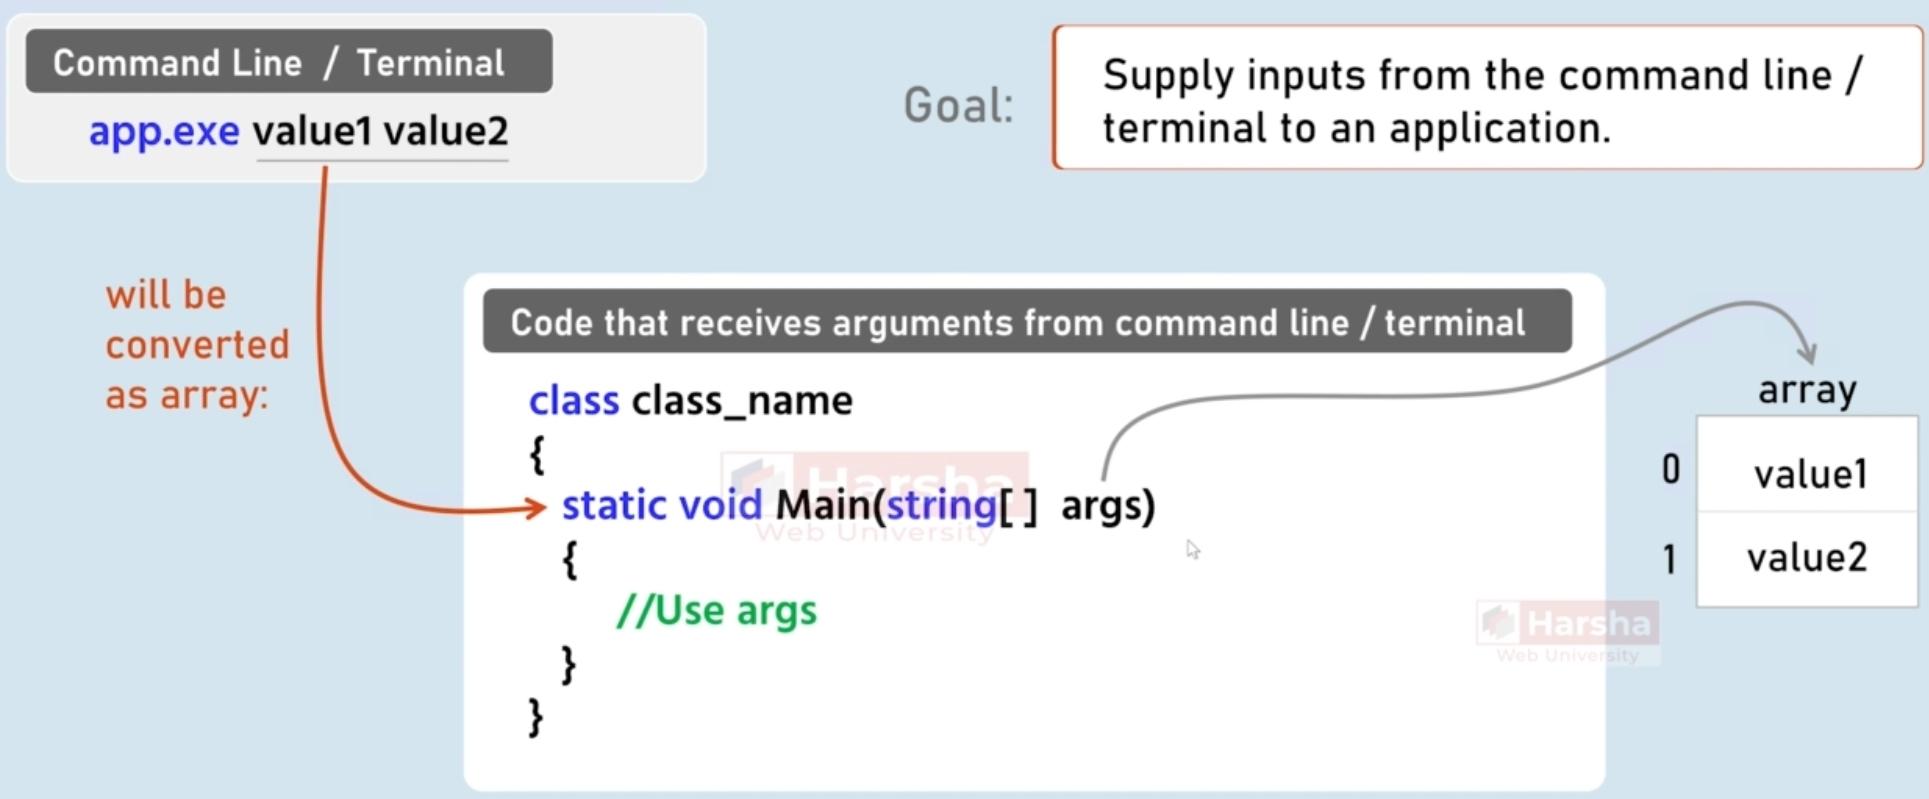 Command Line / Terminal
app.exe value1 value2
Goal:
Supply inputs from the command line /
terminal to an application.
will be
converted
as array:
Code that receives arguments from command line / terminal
class class_name
{
static void Main(string[ ] args)
{
//Use args
}
}
array
0 value1
1 value2
Harsha
Web University
Harsha
Web University